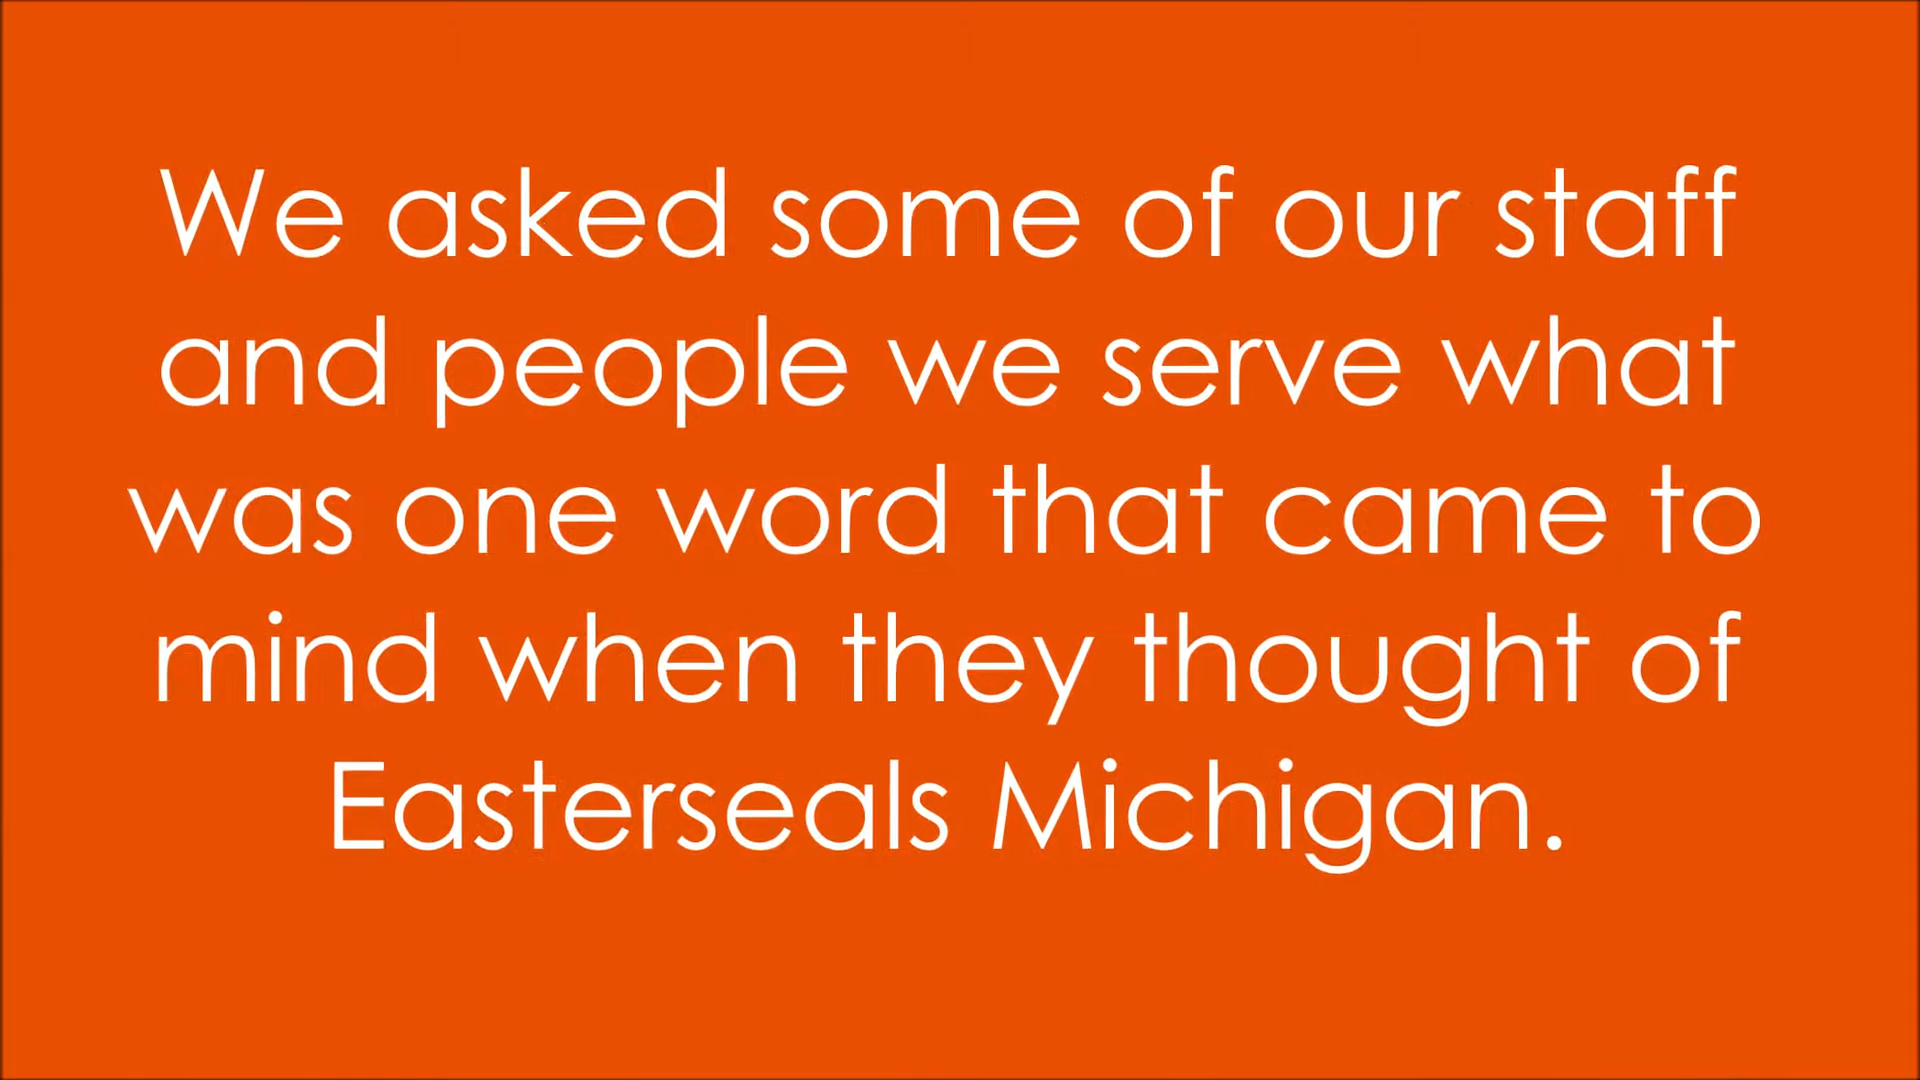 We asked some of our staff
and people we serve what
was one word that came to
mind when they thought of
Easterseals Michigan.